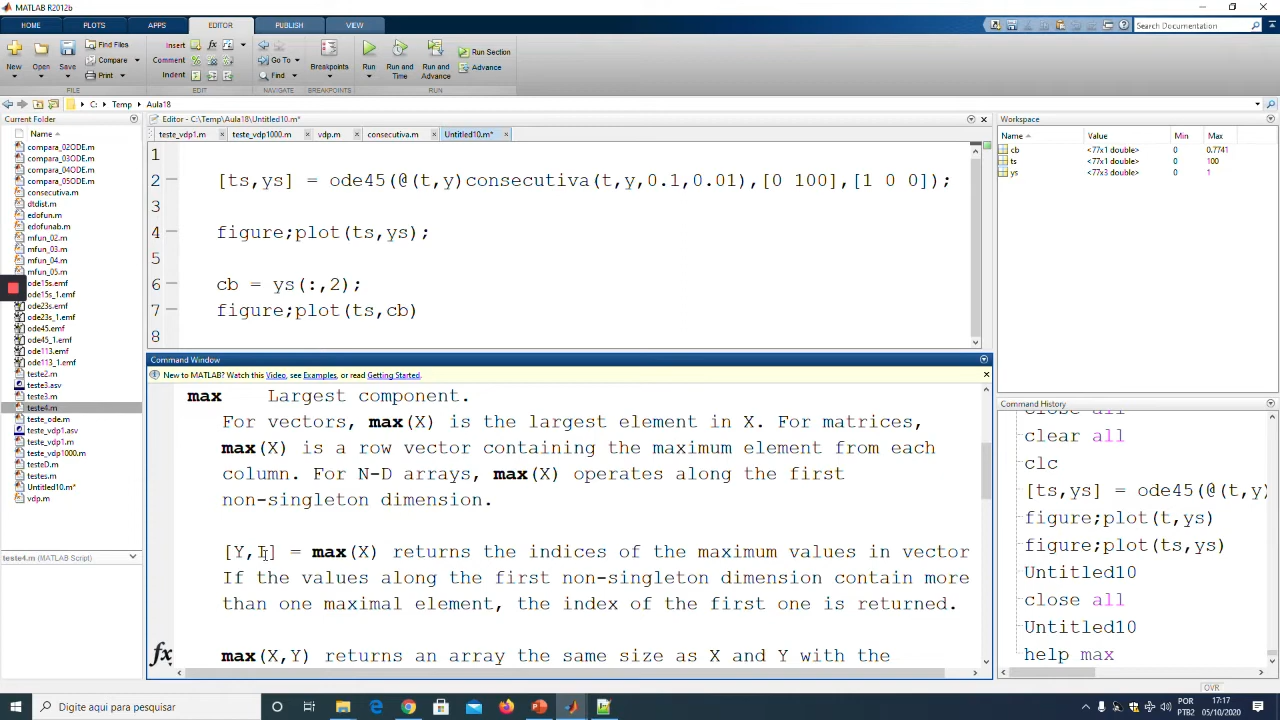 MATLAB R2012b
HOME PLOTS APPS EDITOR PUBLISH VIEW
Search Documentation
New Open Save Find Files Compare Print
Insert Comment Indent
Go To Find
Breakpoints
Run Run and Time Run and Advance Run Section Advance
FILE EDIT NAVIGATE BREAKPOINTS RUN
C: Temp Aula18
Current Folder
Name
compara_02ODE.m
compara_03ODE.m
compara_04ODE.m
compara_05ODE.m
consecutiva.m
dtdist.m
edofun.m
edofunab.m
mfun_02.m
mfun_03.m
mfun_04.m
mfun_05.m
ode15s.emf
ode15s_1.emf
ode23s.emf
ode23s_1.emf
ode45.emf
ode45_1.emf
ode113.emf
ode113_1.emf
teste2.m
teste3.asv
teste3.m
teste4.m
teste_ode.m
teste_vdp1.asv
teste_vdp1.m
teste_vdp1000.m
testeD.m
testes.m
Untitled10.m*
vdp.m
teste4.m (MATLAB Script)
Editor - C:\Temp\Aula18\Untitled10.m*
teste_vdp1.m teste_vdp1000.m vdp.m consecutiva.m Untitled10.m*
1
2 [ts,ys] = ode45(@(t,y)consecutiva(t,y,0.1,0.01),[0 100],[1 0 0]);
3
4 figure;plot(ts,ys);
5
6 cb = ys(:,2);
7 figure;plot(ts,cb)
8
Command Window
New to MATLAB? Watch this Video, see Examples, or read Getting Started.
max Largest component.
For vectors, max(X) is the largest element in X. For matrices,
max(X) is a row vector containing the maximum element from each
column. For N-D arrays, max(X) operates along the first
non-singleton dimension.
[Y,I] = max(X) returns the indices of the maximum values in vector
If the values along the first non-singleton dimension contain more
than one maximal element, the index of the first one is returned.
max(X,Y) returns an array the same size as X and Y with the
fx
Workspace
Name Value Min Max
cb <77x1 double> 0 0.7741
ts <77x1 double> 0 100
ys <77x3 double> 0 1
Command History
close all
clear all
clc
[ts,ys] = ode45(@(t,y)
figure;plot(t,ys)
figure;plot(ts,ys)
Untitled10
close all
Untitled10
help max
OVR
Digite aqui para pesquisar
POR
PTB2
17:17
05/10/2020